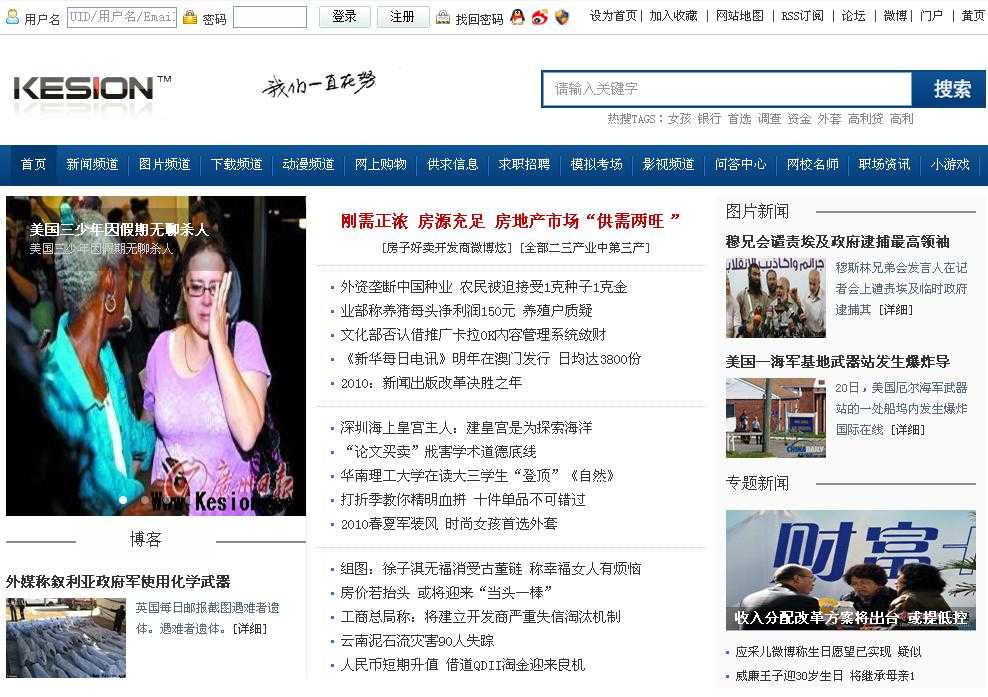 用户名 UID/用户名/Email 密码 登录 注册 找回密码 设为首页| 加入收藏 | 网站地图 | RSS订阅 | 论坛 | 微博| 门户 | 黄页
KESION™
我们一直在努
请输入关键字 搜索
热搜TAGS：女孩 银行 首选 调查 资金 外套 高利贷 高利
首页 新闻频道 图片频道 下载频道 动漫频道 网上购物 供求信息 求职招聘 模拟考场 影视频道 问答中心 网校名师 职场资讯 小游戏
美国三少年因假期无聊杀人
美国三少年因假期无聊杀人
www.Kesion
博客
外媒称叙利亚政府军使用化学武器
英国每日邮报截图遇难者遗
体。遇难者遗体。[详细]
刚需正浓 房源充足 房地产市场“供需两旺 ”
[房子好卖开发商微博炫] [全部二三产业中第三产]
外资垄断中国种业 农民被迫接受1克种子1克金
业部称养猪每头净利润150元 养殖户质疑
文化部否认借推广卡拉OK内容管理系统敛财
《新华每日电讯》明年在澳门发行 日均达3800份
2010：新闻出版改革决胜之年
深圳海上皇宫主人：建皇宫是为探索海洋
“论文买卖”戕害学术道德底线
华南理工大学在读大三学生“登顶”《自然》
打折季教你精明血拼 十件单品不可错过
2010春夏军装风 时尚女孩首选外套
组图：徐子淇无福消受古董链 称幸福女人有烦恼
房价若抬头 或将迎来“当头一棒”
工商总局称：将建立开发商严重失信淘汰机制
云南泥石流灾害90人失踪
人民币短期升值 借道QDII淘金迎来良机
图片新闻
穆兄会谴责埃及政府逮捕最高领袖
穆斯林兄弟会发言人在记
者会上谴责埃及临时政府
逮捕其 [详细]
美国一海军基地武器站发生爆炸导
20日，美国厄尔海军武器
站的一处船坞内发生爆炸
国际在线 [详细]
CHINADAILY
专题新闻
财富
收入分配改革方案将出台 或提低控
应采儿微博称生日愿望已实现 疑似
威廉王子迎30岁生日 将继承母亲1